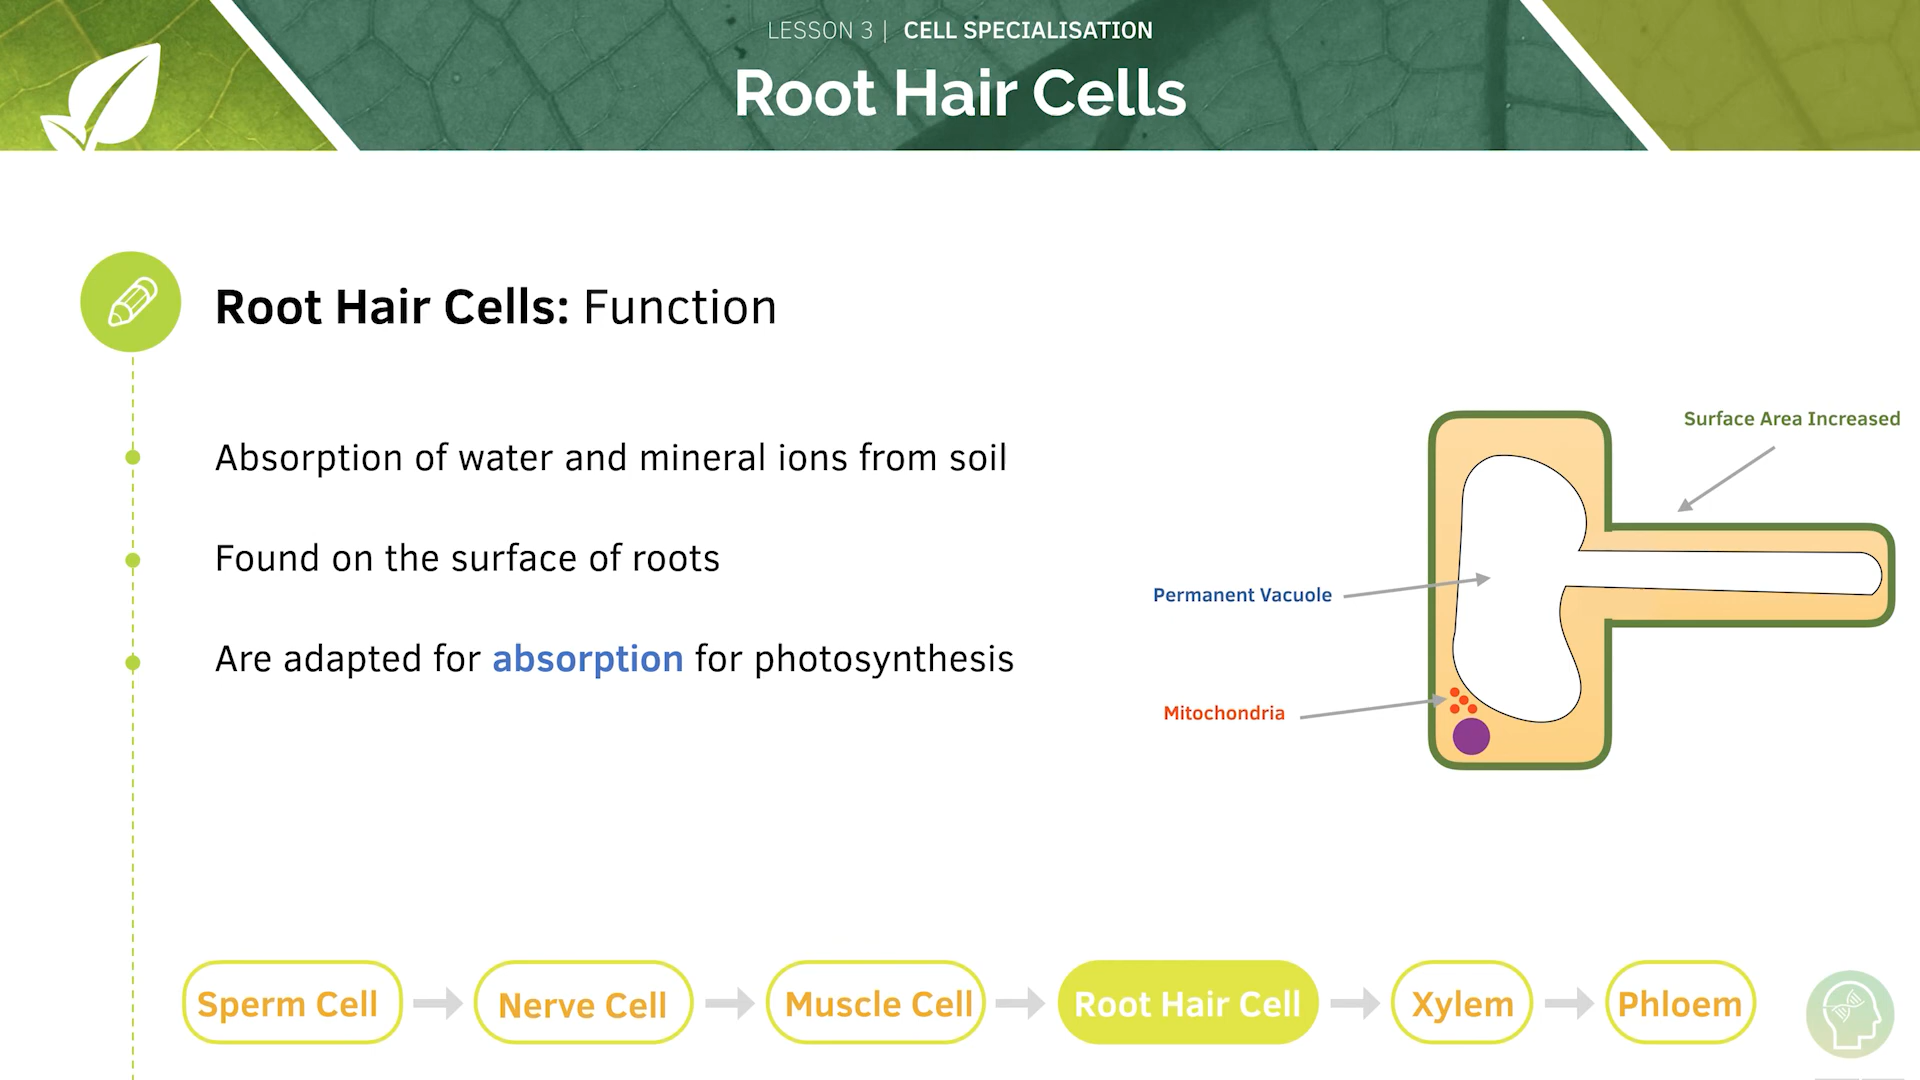 LESSON 3 | CELL SPECIALISATION
Root Hair Cells
Root Hair Cells: Function
Absorption of water and mineral ions from soil
Found on the surface of roots
Are adapted for absorption for photosynthesis
Surface Area Increased
Permanent Vacuole
Mitochondria
Sperm Cell
Nerve Cell
Muscle Cell
Root Hair Cell
Xylem
Phloem